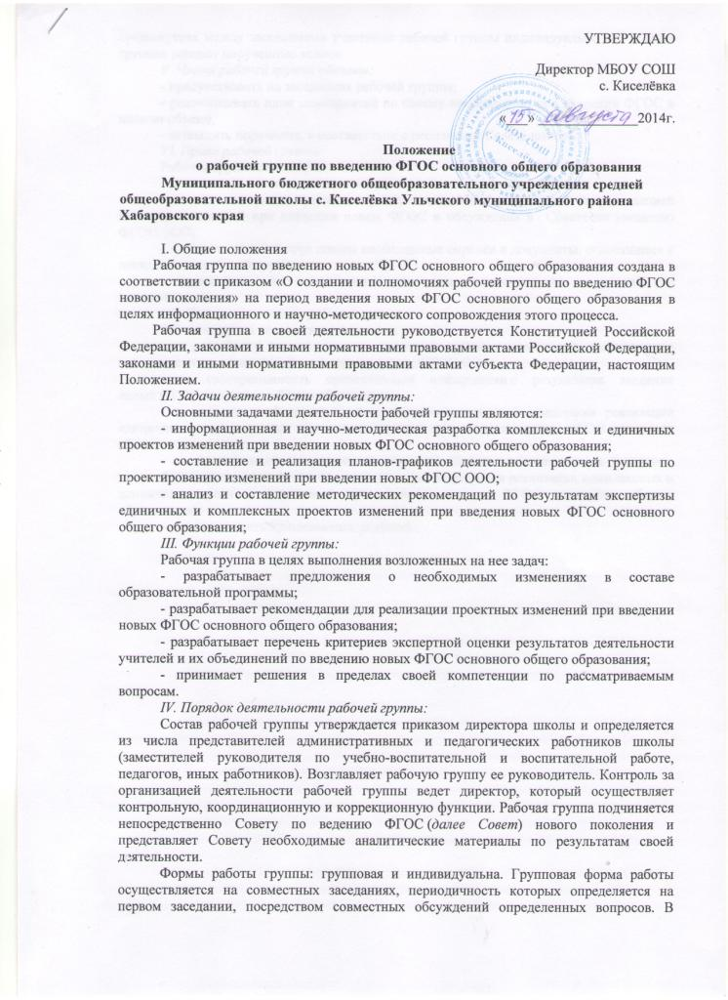 УТВЕРЖДАЮ
Директор МБОУ СОШ
с. Киселёвка
«15» августа 2014г.
МБОУ СОШ
с. Киселёвка
Положение
о рабочей группе по введению ФГОС основного общего образования
Муниципального бюджетного общеобразовательного учреждения средней
общеобразовательной школы с. Киселёвка Ульчского муниципального района
Хабаровского края
I. Общие положения
Рабочая группа по введению новых ФГОС основного общего образования создана в
соответствии с приказом «О создании и полномочиях рабочей группы по введению ФГОС
нового поколения» на период введения новых ФГОС основного общего образования в
целях информационного и научно-методического сопровождения этого процесса.
Рабочая группа в своей деятельности руководствуется Конституцией Российской
Федерации, законами и иными нормативными правовыми актами Российской Федерации,
законами и иными нормативными правовыми актами субъекта Федерации, настоящим
Положением.
II. Задачи деятельности рабочей группы:
Основными задачами деятельности рабочей группы являются:
- информационная и научно-методическая разработка комплексных и единичных
проектов изменений при введении новых ФГОС основного общего образования;
- составление и реализация планов-графиков деятельности рабочей группы по
проектированию изменений при введении новых ФГОС ООО;
- анализ и составление методических рекомендаций по результатам экспертизы
единичных и комплексных проектов изменений при введения новых ФГОС основного
общего образования;
III. Функции рабочей группы:
Рабочая группа в целях выполнения возложенных на нее задач:
- разрабатывает предложения о необходимых изменениях в составе
образовательной программы;
- разрабатывает рекомендации для реализации проектных изменений при введении
новых ФГОС основного общего образования;
- разрабатывает перечень критериев экспертной оценки результатов деятельности
учителей и их объединений по введению новых ФГОС основного общего образования;
- принимает решения в пределах своей компетенции по рассматриваемым
вопросам.
IV. Порядок деятельности рабочей группы:
Состав рабочей группы утверждается приказом директора школы и определяется
из числа представителей административных и педагогических работников школы
(заместителей руководителя по учебно-воспитательной и воспитательной работе,
педагогов, иных работников). Возглавляет рабочую группу ее руководитель. Контроль за
организацией деятельности рабочей группы ведет директор, который осуществляет
контрольную, координационную и коррекционную функции. Рабочая группа подчиняется
непосредственно Совету по ведению ФГОС (далее Совет) нового поколения и
представляет Совету необходимые аналитические материалы по результатам своей
деятельности.
Формы работы группы: групповая и индивидуальна. Групповая форма работы
осуществляется на совместных заседаниях, периодичность которых определяется на
первом заседании, посредством совместных обсуждений определенных вопросов. В